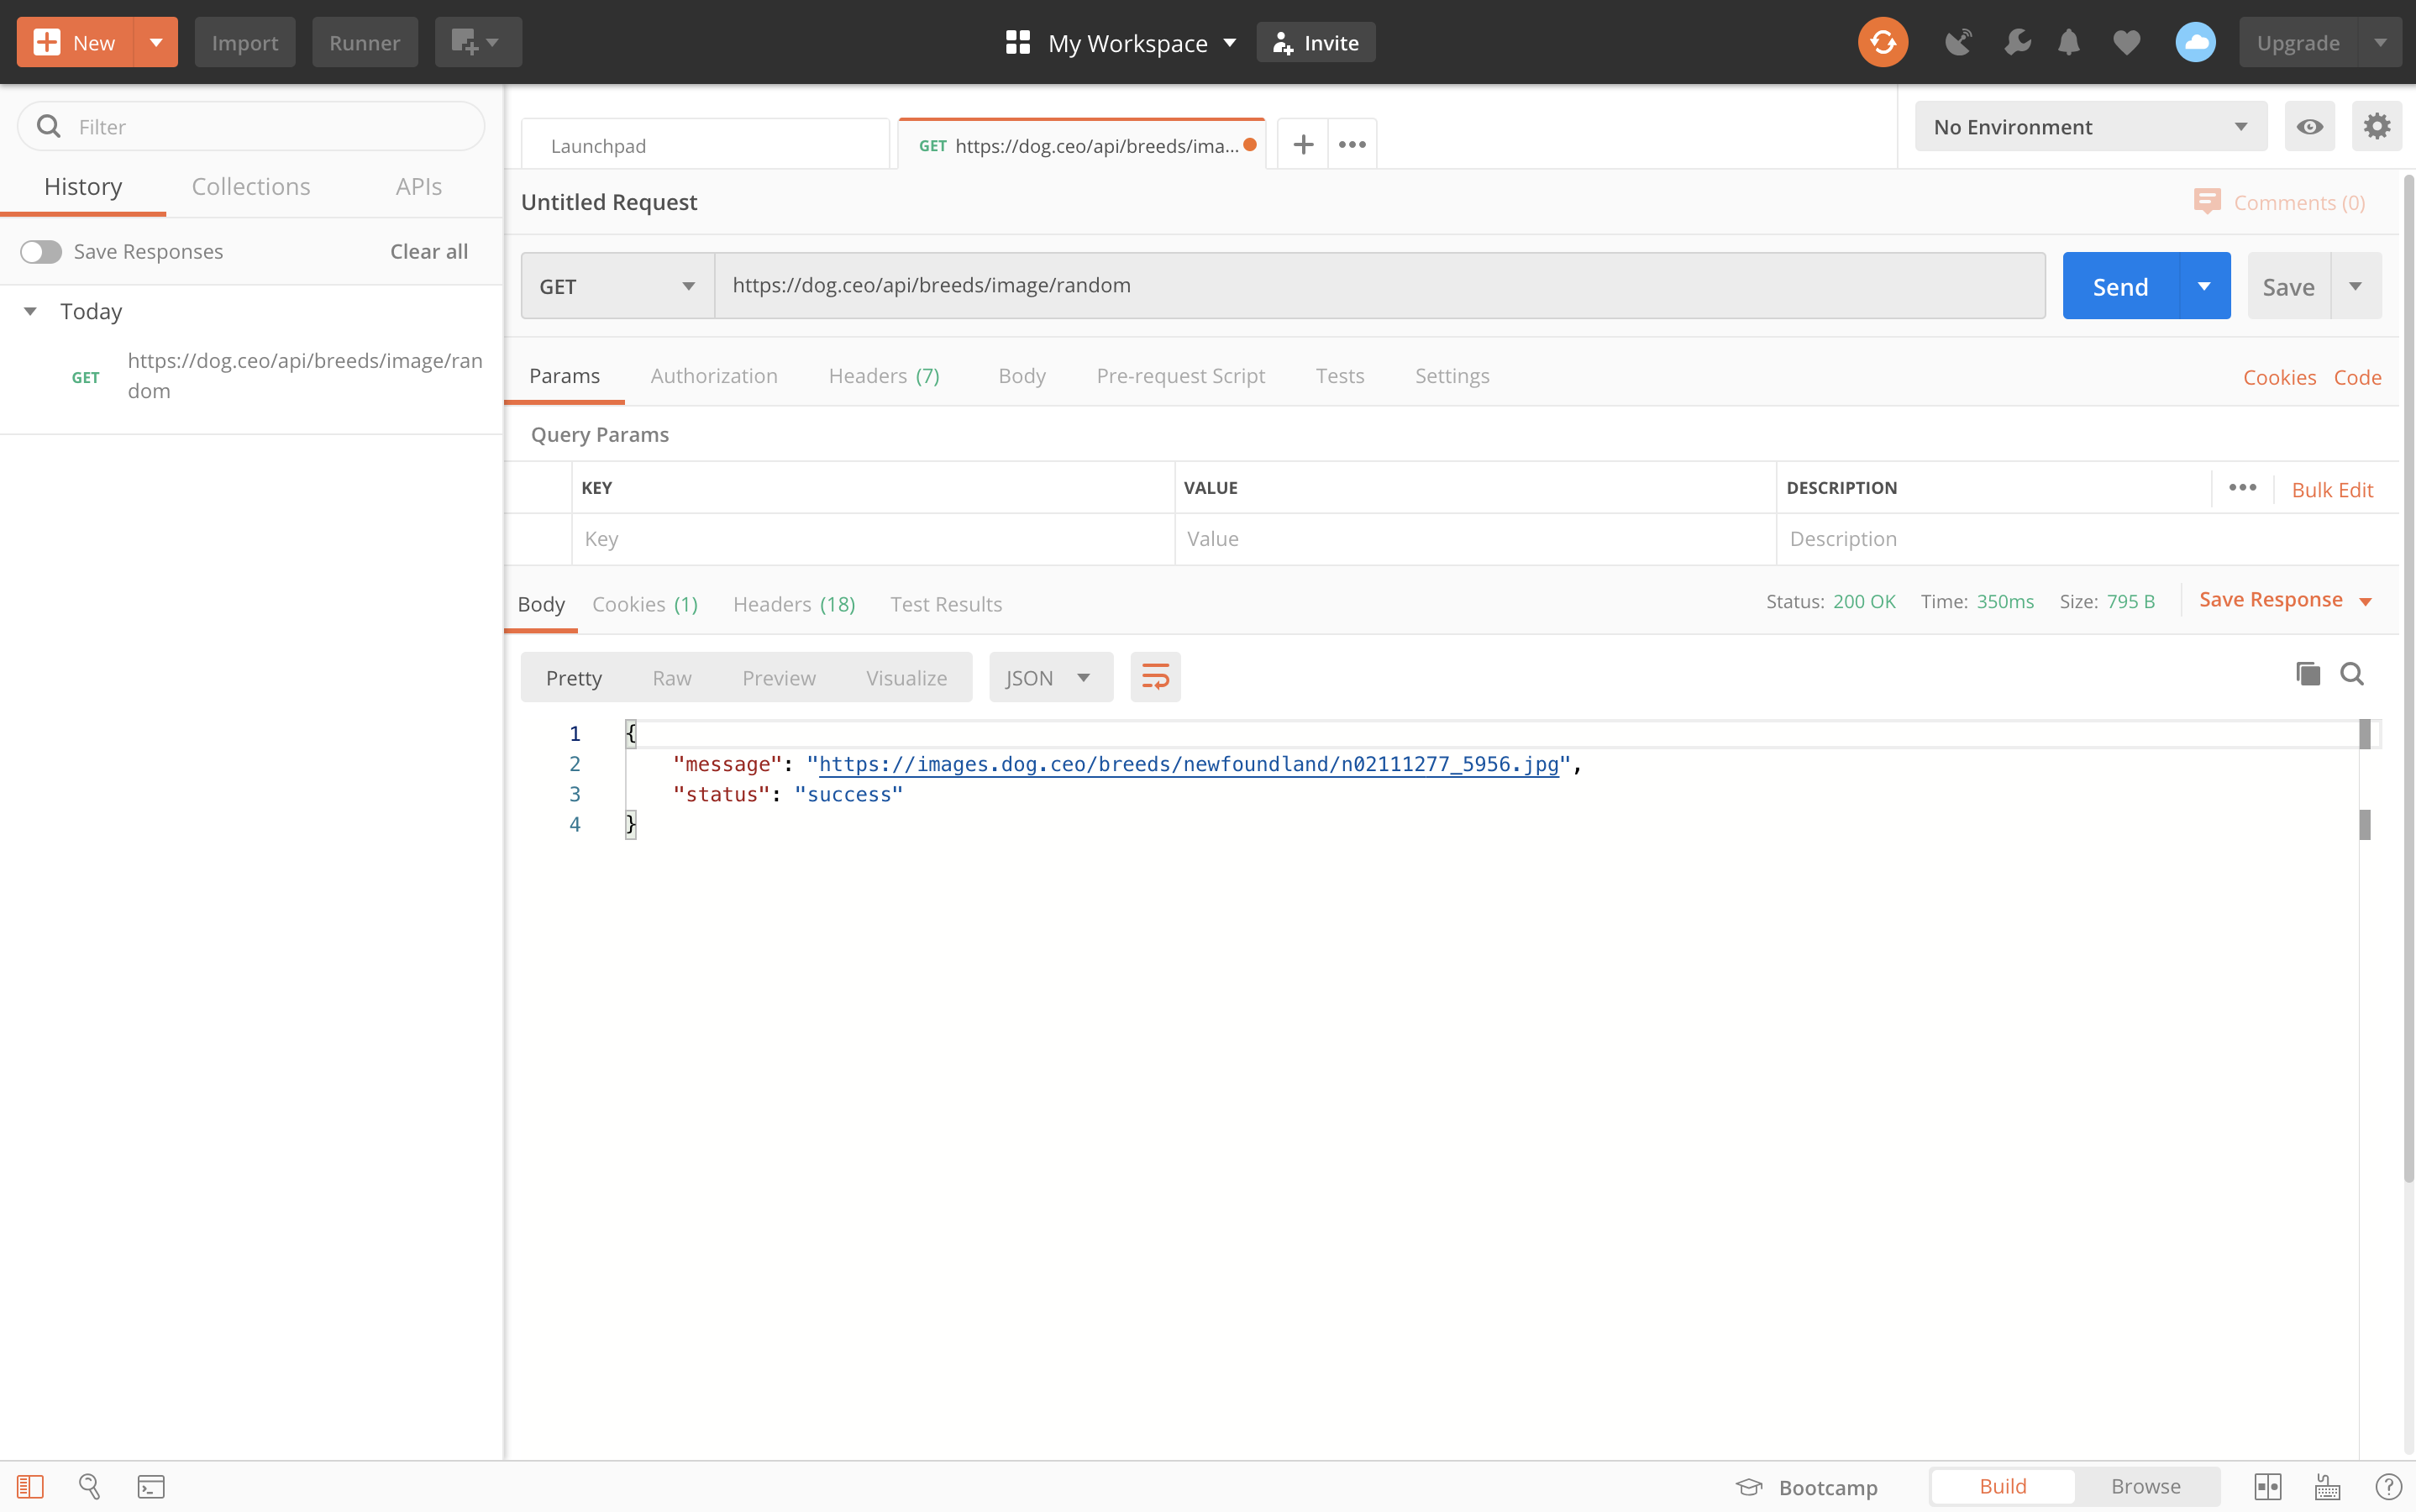 New
Import
Runner
My Workspace
Invite
Upgrade
Filter
History Collections APIs
Save Responses Clear all
Today
GET https://dog.ceo/api/breeds/image/ran
dom
Launchpad
GET https://dog.ceo/api/breeds/ima...
No Environment
Untitled Request
Comments (0)
GET https://dog.ceo/api/breeds/image/random
Send
Save
Params Authorization Headers (7) Body Pre-request Script Tests Settings
Cookies Code
Query Params
KEY VALUE DESCRIPTION
Bulk Edit
Key Value Description
Body Cookies (1) Headers (18) Test Results
Status: 200 OK Time: 350ms Size: 795 B
Save Response
Pretty Raw Preview Visualize JSON
1 {
2 "message": "https://images.dog.ceo/breeds/newfoundland/n02111277_5956.jpg",
3 "status": "success"
4 }
Bootcamp
Build Browse